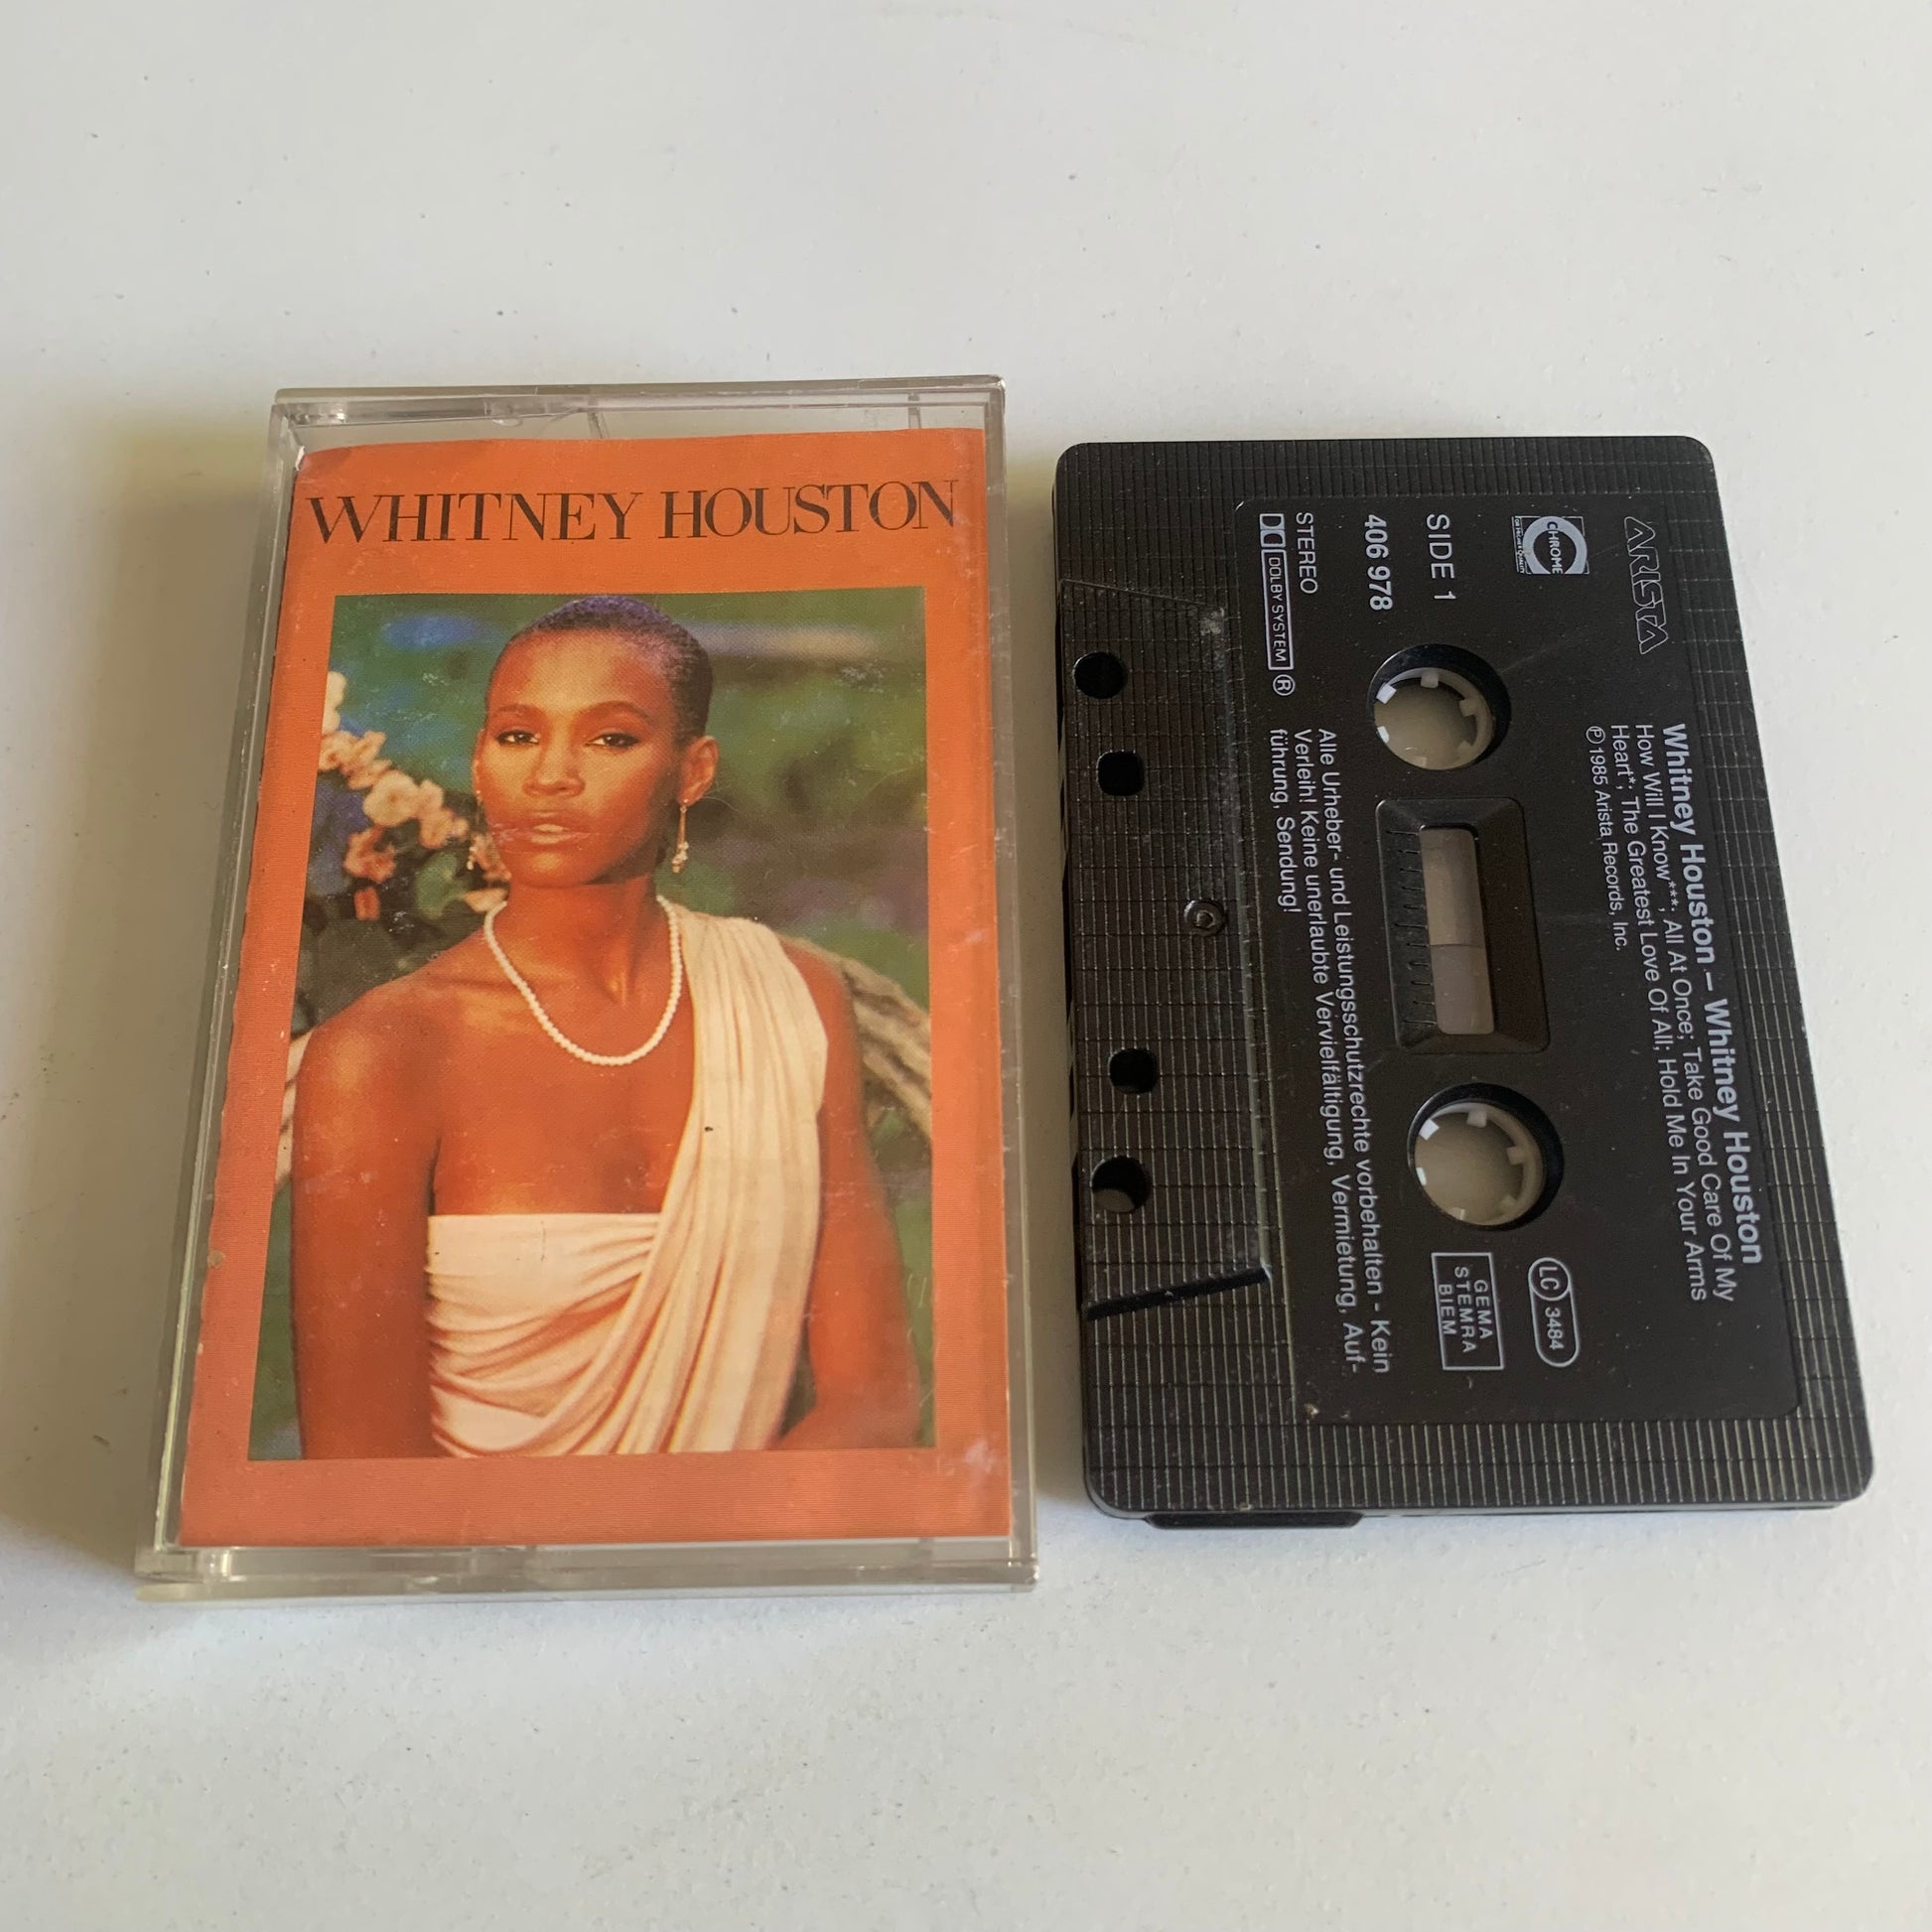 WHITNEY HOUSTON
ARISTA
CHROME
Whitney Houston – Whitney Houston
How Will I Know***; All At Once; Take Good Care Of My
Heart*; The Greatest Love Of All; Hold Me In Your Arms
℗ 1985 Arista Records, Inc.
SIDE 1
406 978
STEREO
DOLBY SYSTEM ®
LC 3484
GEMA
STEMRA
BIEM
Alle Urheber- und Leistungsschutzrechte vorbehalten - Kein
Verleih! Keine unerlaubte Vervielfältigung, Vermietung, Auf-
führung, Sendung!